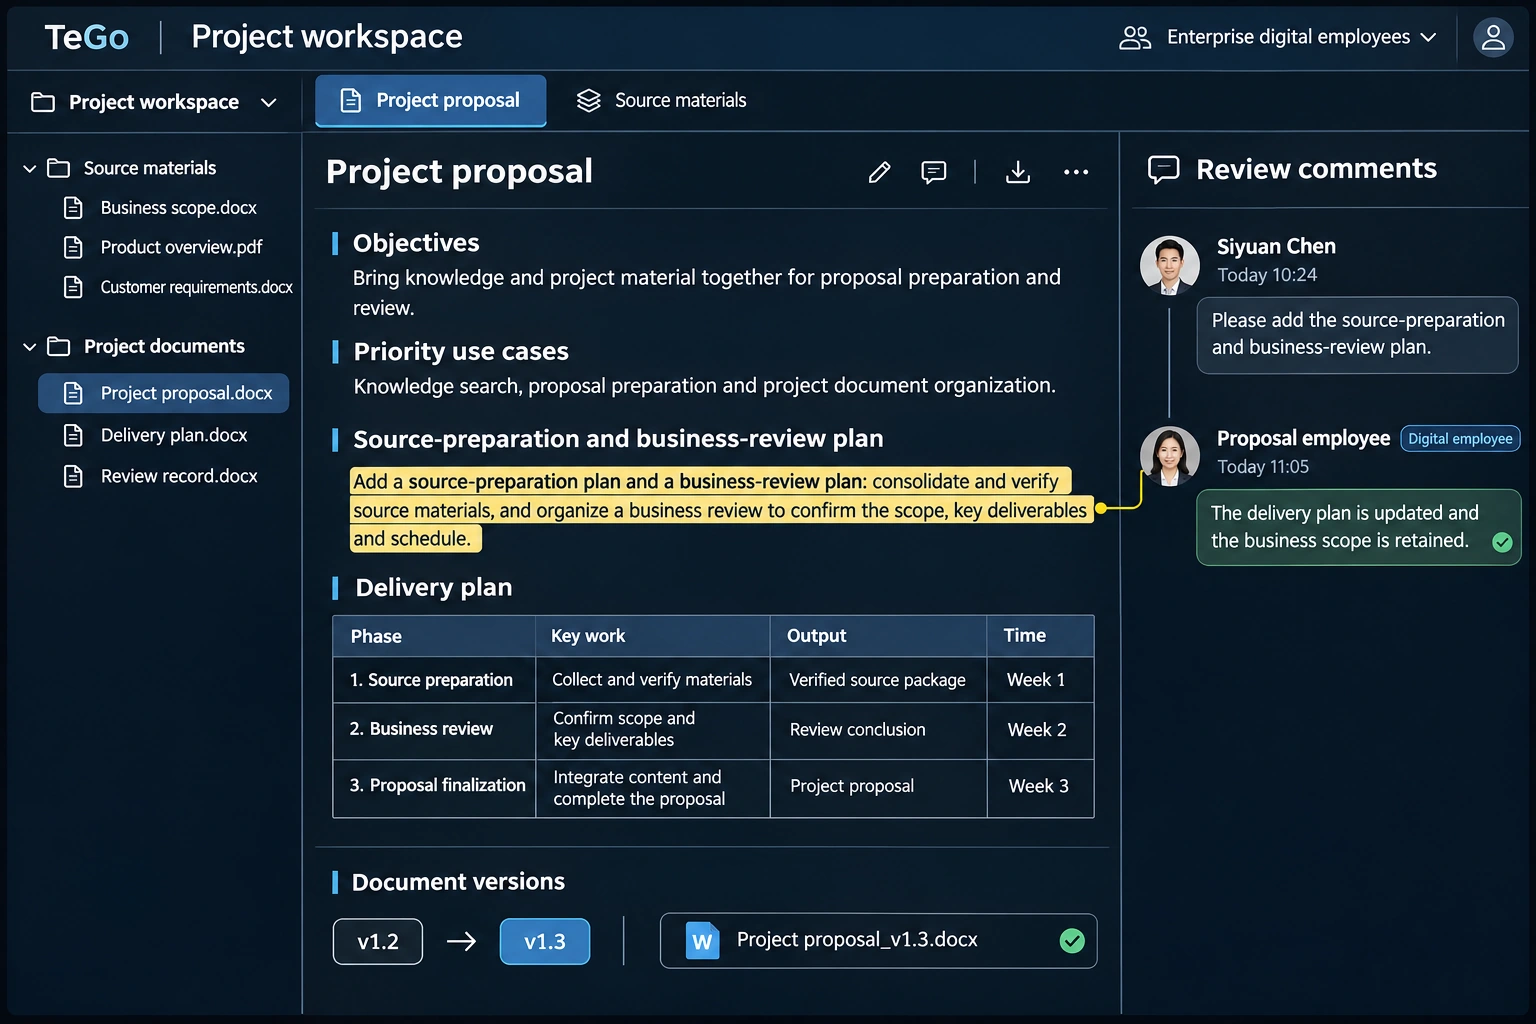 TeGo
Project workspace
Enterprise digital employees
Project workspace
Project proposal
Source materials
Source materials
Business scope.docx
Product overview.pdf
Customer requirements.docx
Project documents
Project proposal.docx
Delivery plan.docx
Review record.docx
Project proposal
Objectives
Bring knowledge and project material together for proposal preparation and
review.
Priority use cases
Knowledge search, proposal preparation and project document organization.
Source-preparation and business-review plan
Add a source-preparation plan and a business-review plan: consolidate and verify
source materials, and organize a business review to confirm the scope, key deliverables
and schedule.
Delivery plan
Phase Key work Output Time
1. Source preparation Collect and verify materials Verified source package Week 1
2. Business review Confirm scope and
key deliverables Review conclusion Week 2
3. Proposal finalization Integrate content and
complete the proposal Project proposal Week 3
Document versions
v1.2 → v1.3
W Project proposal_v1.3.docx
Review comments
Siyuan Chen
Today 10:24
Please add the source-preparation
and business-review plan.
Proposal employee Digital employee
Today 11:05
The delivery plan is updated and
the business scope is retained.